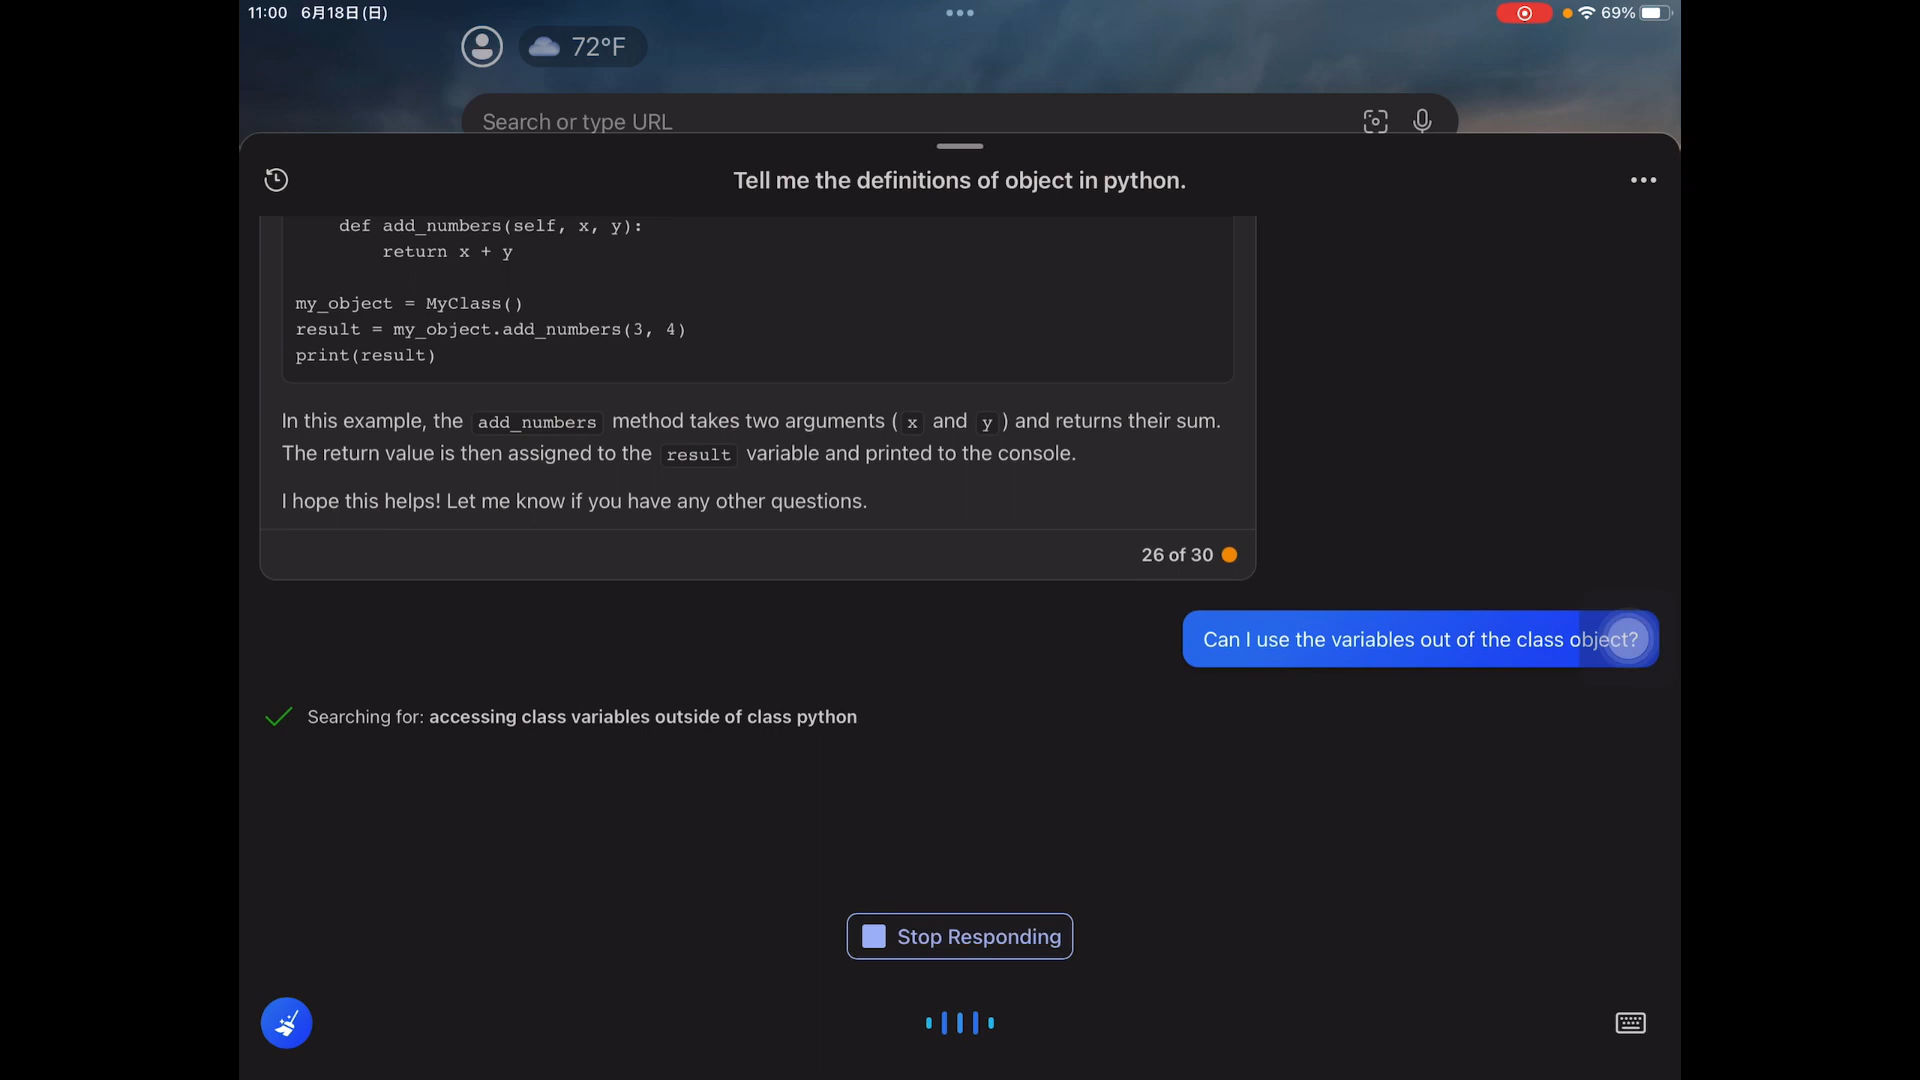 11:00 6月18日(日)
69%
72°F
Search or type URL
Tell me the definitions of object in python.
def add_numbers(self, x, y):
return x + y
my_object = MyClass()
result = my_object.add_numbers(3, 4)
print(result)
In this example, the add_numbers method takes two arguments ( x and y ) and returns their sum.
The return value is then assigned to the result variable and printed to the console.
I hope this helps! Let me know if you have any other questions.
26 of 30
Can I use the variables out of the class object?
Searching for: accessing class variables outside of class python
Stop Responding